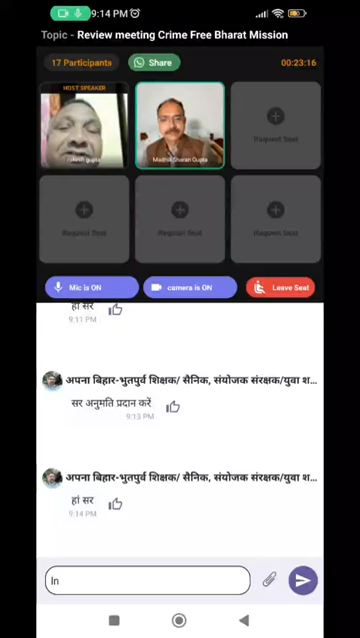 9:14 PM
Topic - Review meeting Crime Free Bharat Mission
17 Participants
Share
00:23:16
HOST SPEAKER
gupta
Madhu Sharan Gupta
Request Seat
Request Seat
Request Seat
Request Seat
Mic is ON
camera is ON
Leave Seat
हां सर
9:11 PM
अपना बिहार-भुतपुर्व शिक्षक/ सैनिक, संयोजक संरक्षक/युवा श...
सर अनुमति प्रदान करें
9:13 PM
अपना बिहार-भुतपुर्व शिक्षक/ सैनिक, संयोजक संरक्षक/युवा श...
हां सर
9:14 PM
In